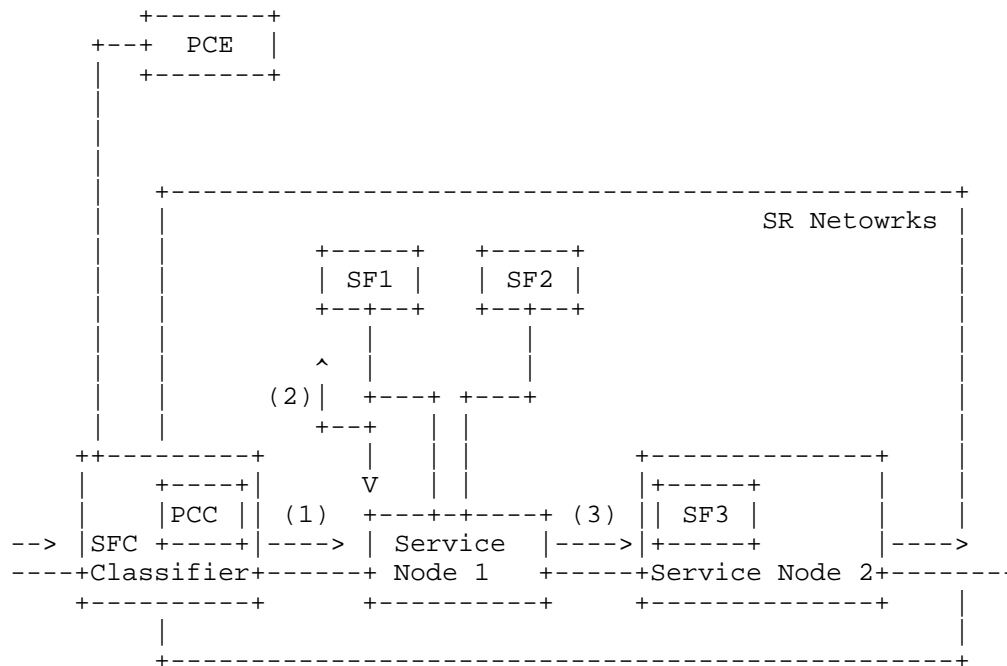 PCE
SR Netowrks
SF1 SF2
(2)
PCC (1) (3) SF3
SFC Service
Classifier Node 1 Service Node 2